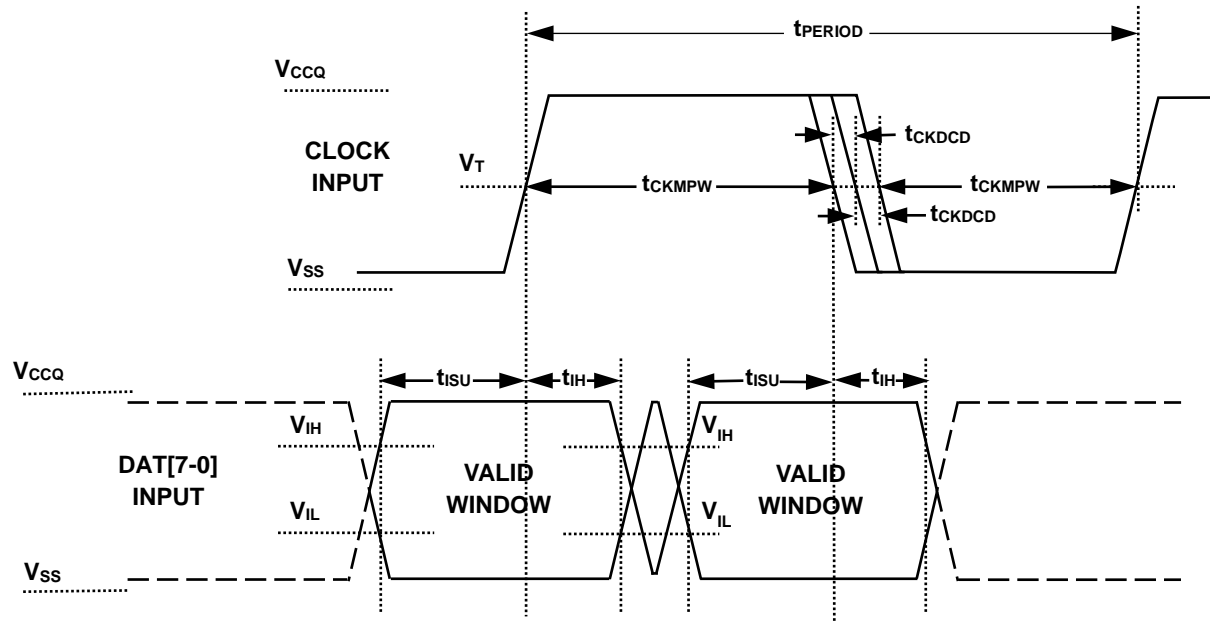 tPERIOD
VCCQ
CLOCK
INPUT
VT
tCKDCD
tCKMPW
tCKMPW
tCKDCD
VSS
VCCQ
tISU
tIH
tISU
tIH
VIH
VIH
DAT[7-0]
INPUT
VALID
WINDOW
VALID
WINDOW
VIL
VIL
VSS